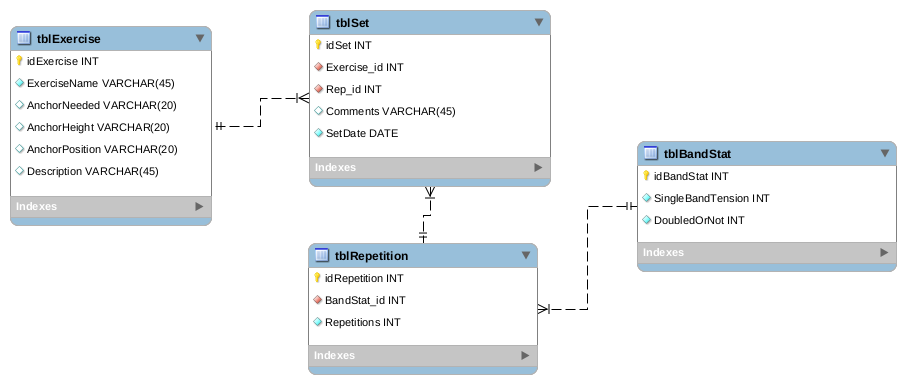 tblExercise
idExercise INT
ExerciseName VARCHAR(45)
AnchorNeeded VARCHAR(20)
AnchorHeight VARCHAR(20)
AnchorPosition VARCHAR(20)
Description VARCHAR(45)
Indexes
tblSet
idSet INT
Exercise_id INT
Rep_id INT
Comments VARCHAR(45)
SetDate DATE
Indexes
tblRepetition
idRepetition INT
BandStat_id INT
Repetitions INT
Indexes
tblBandStat
idBandStat INT
SingleBandTension INT
DoubledOrNot INT
Indexes